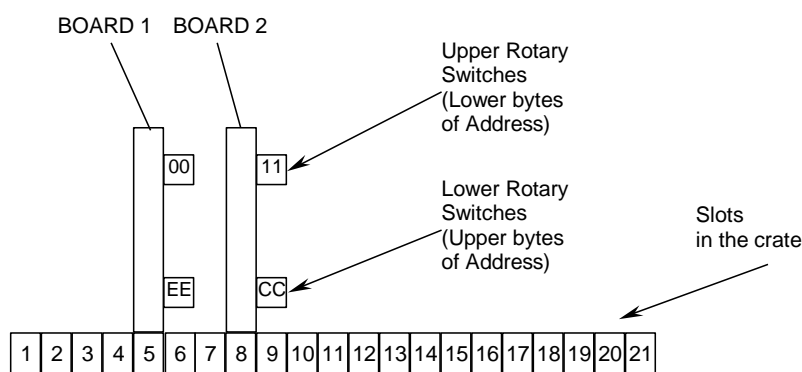 BOARD 1 BOARD 2
Upper Rotary
Switches
(Lower bytes
of Address)
00 11
Lower Rotary
Switches
(Upper bytes
of Address)
Slots
in the crate
EE CC
1 2 3 4 5 6 7 8 9 10 11 12 13 14 15 16 17 18 19 20 21